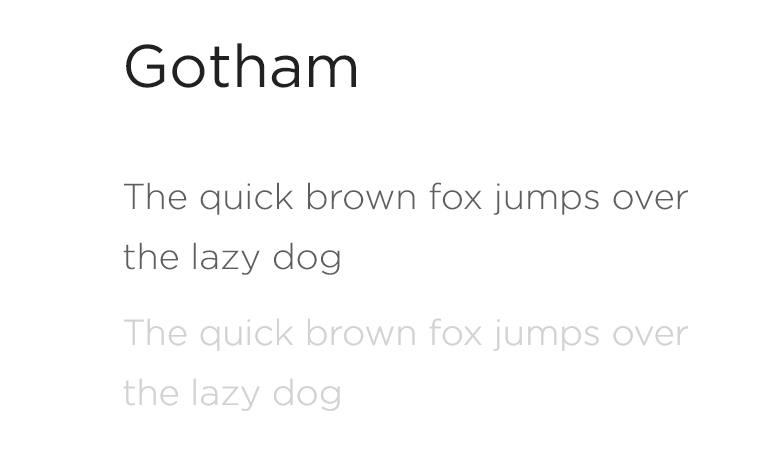 Gotham
The quick brown fox jumps over
the lazy dog
The quick brown fox jumps over
the lazy dog